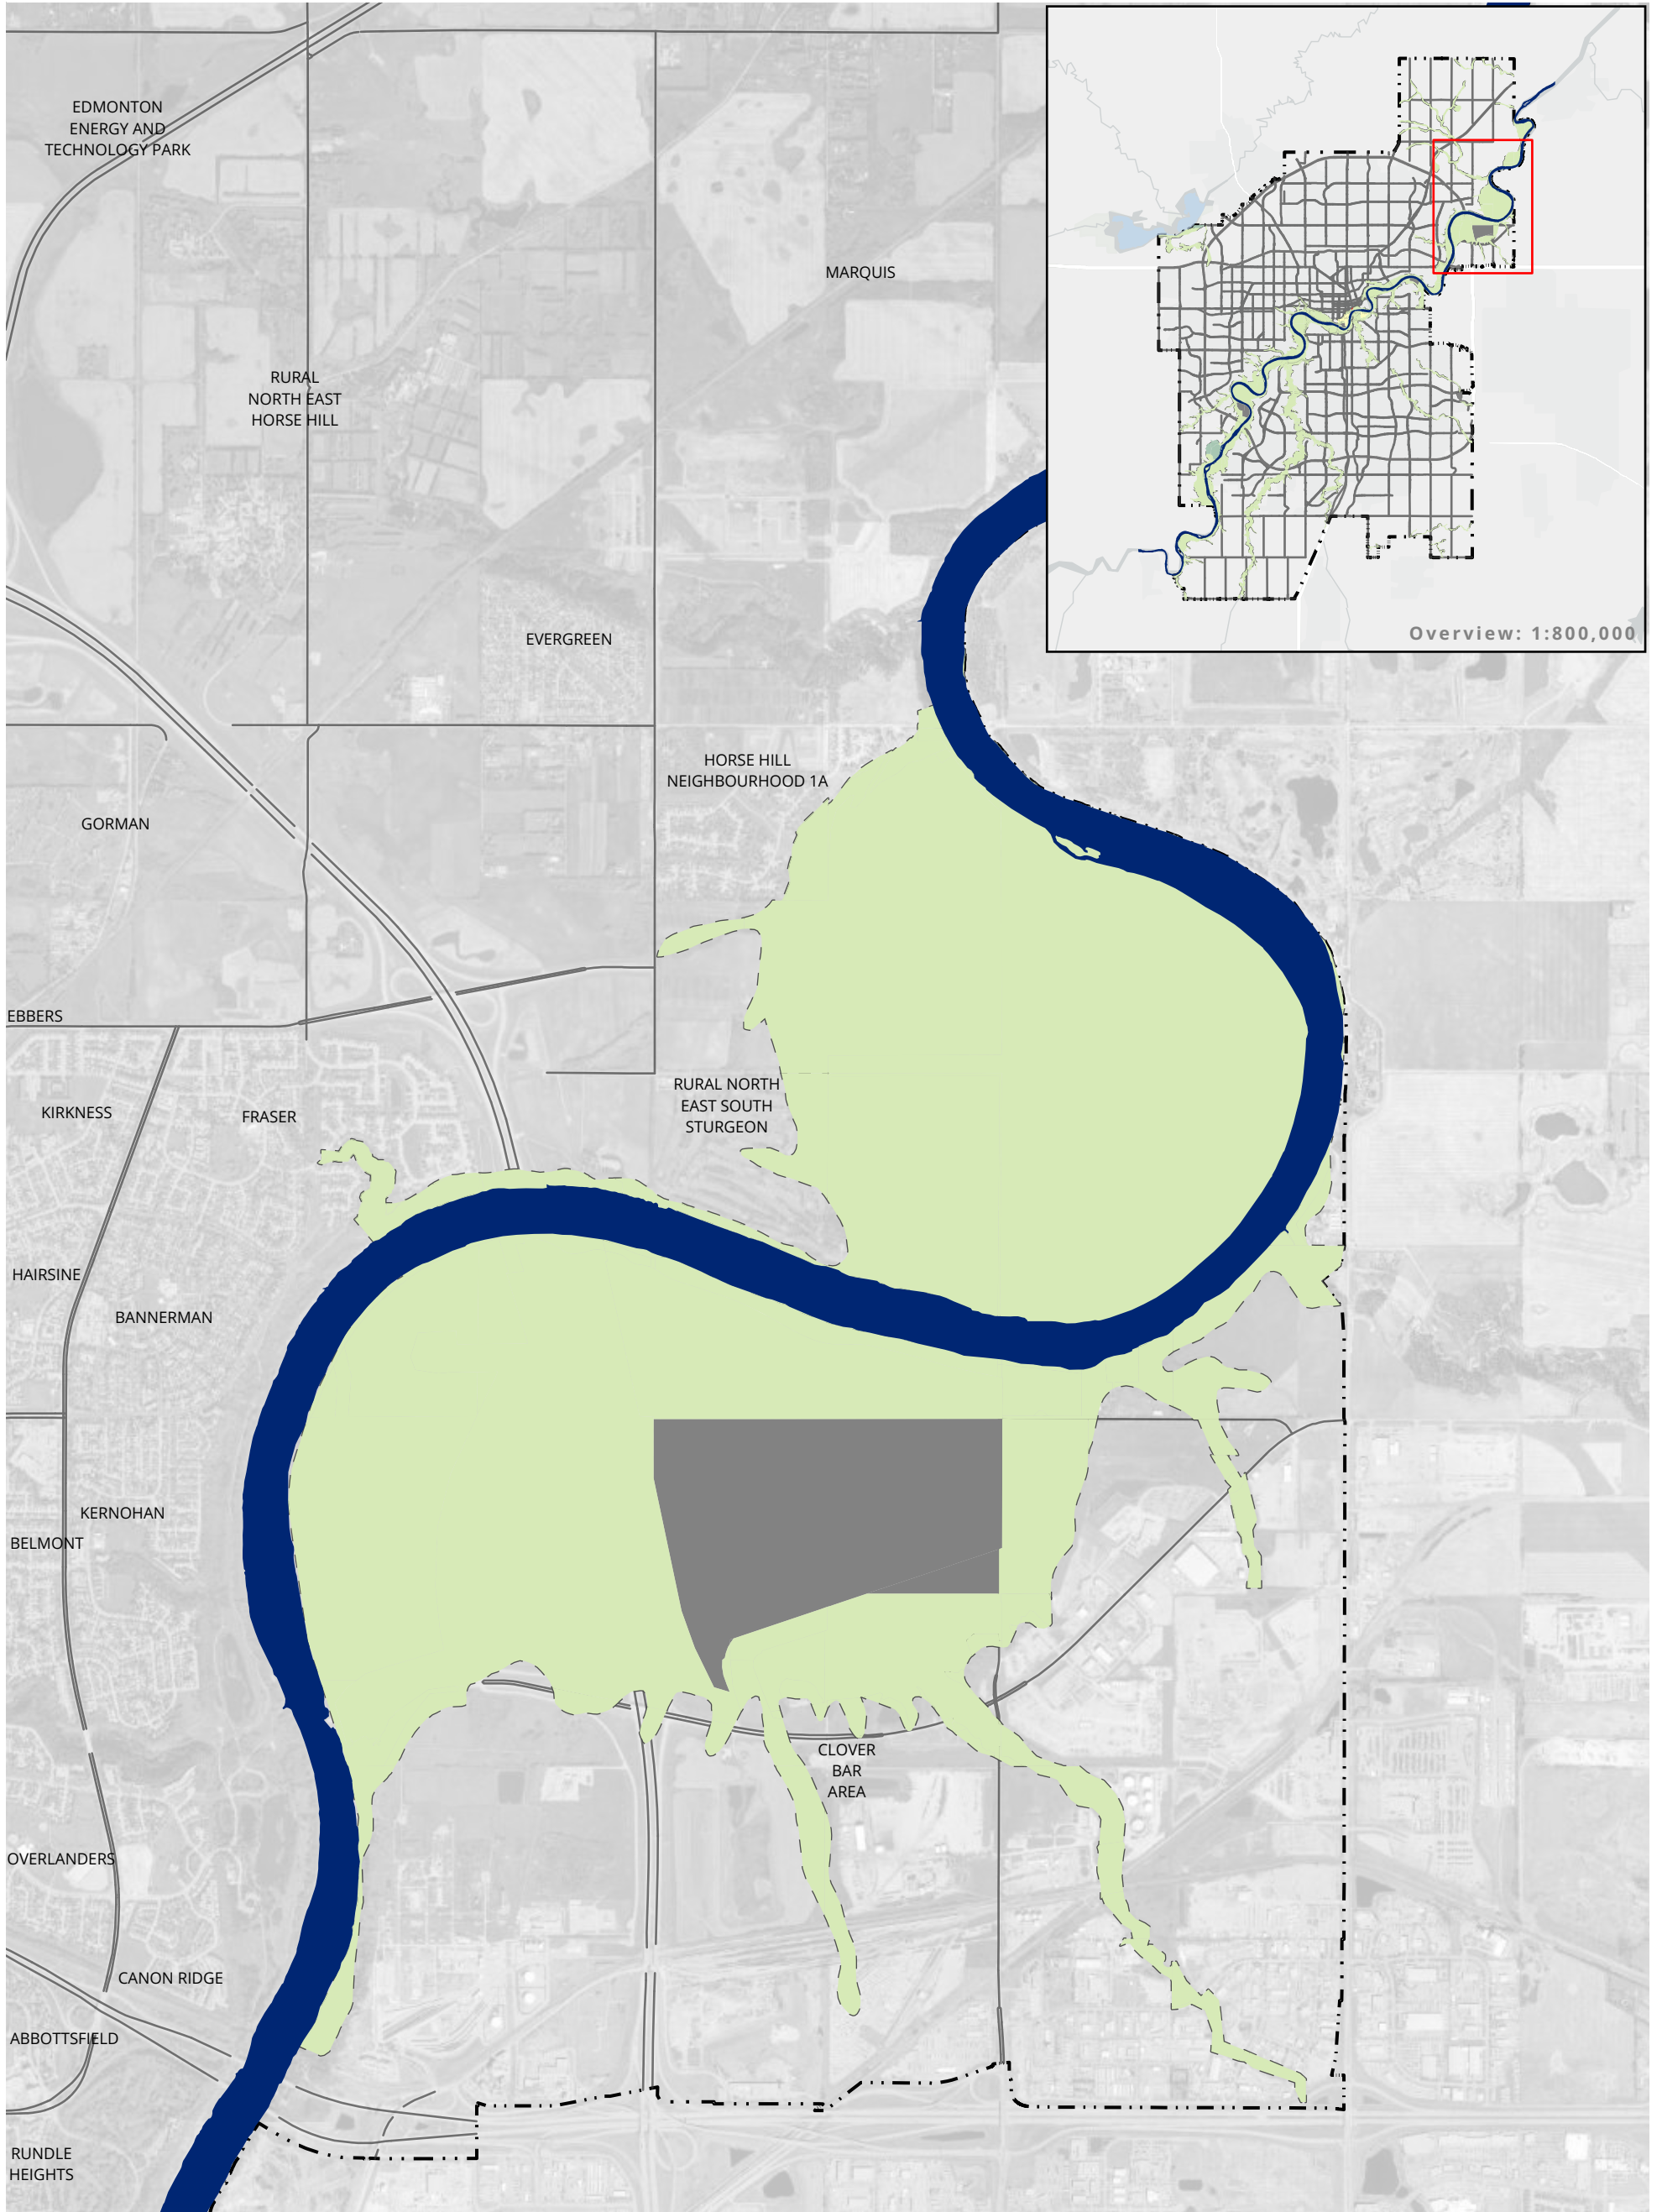 EDMONTON
ENERGY AND
TECHNOLOGY PARK
MARQUIS
RURAL
NORTH EAST
HORSE HILL
Overview: 1:800,000
EVERGREEN
HORSE HILL
NEIGHBOURHOOD 1A
GORMAN
EBBERS
KIRKNESS
FRASER
RURAL NORTH
EAST SOUTH
STURGEON
HAIRSINE
BANNERMAN
KERNOHAN
BELMONT
CLOVER
BAR
AREA
OVERLANDERS
CANON RIDGE
ABBOTTSFIELD
RUNDLE
HEIGHTS